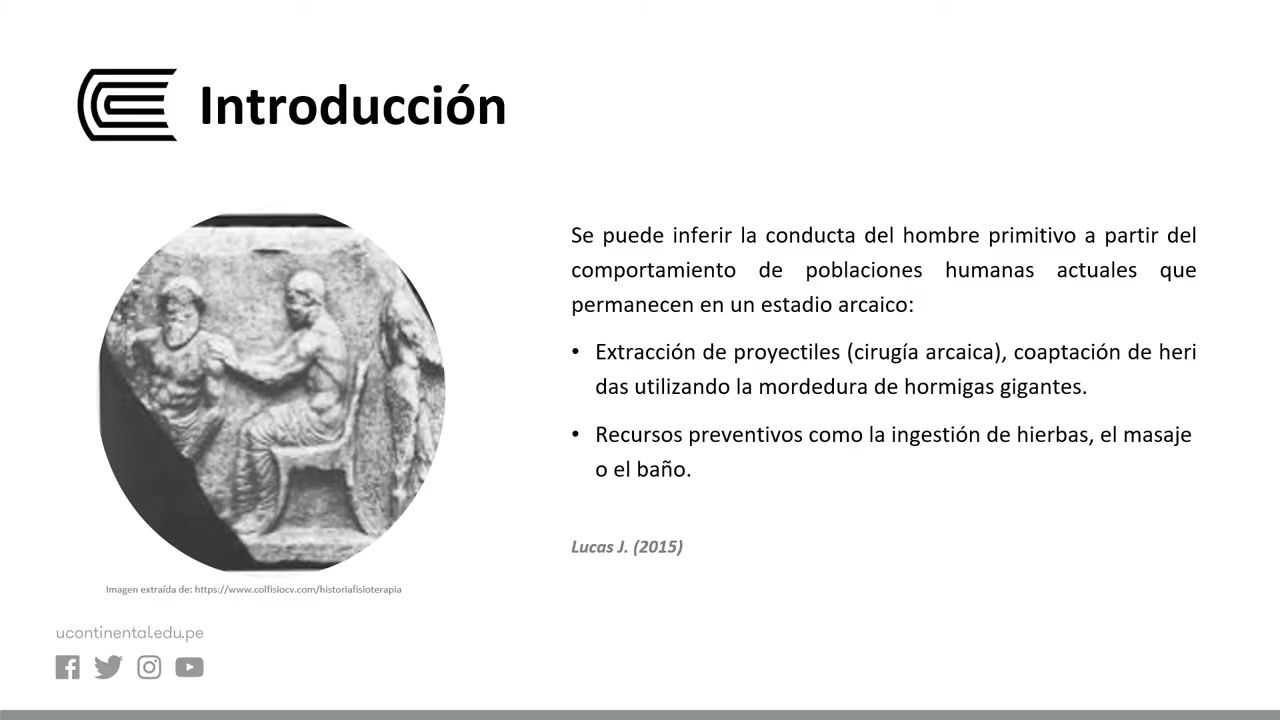 Introducción
Se puede inferir la conducta del hombre primitivo a partir del
comportamiento de poblaciones humanas actuales que
permanecen en un estadio arcaico:
• Extracción de proyectiles (cirugía arcaica), coaptación de heri
das utilizando la mordedura de hormigas gigantes.
• Recursos preventivos como la ingestión de hierbas, el masaje
o el baño.
Lucas J. (2015)
Imagen extraída de: https://www.colfisiocv.com/historiafisioterapia
ucontinental.edu.pe